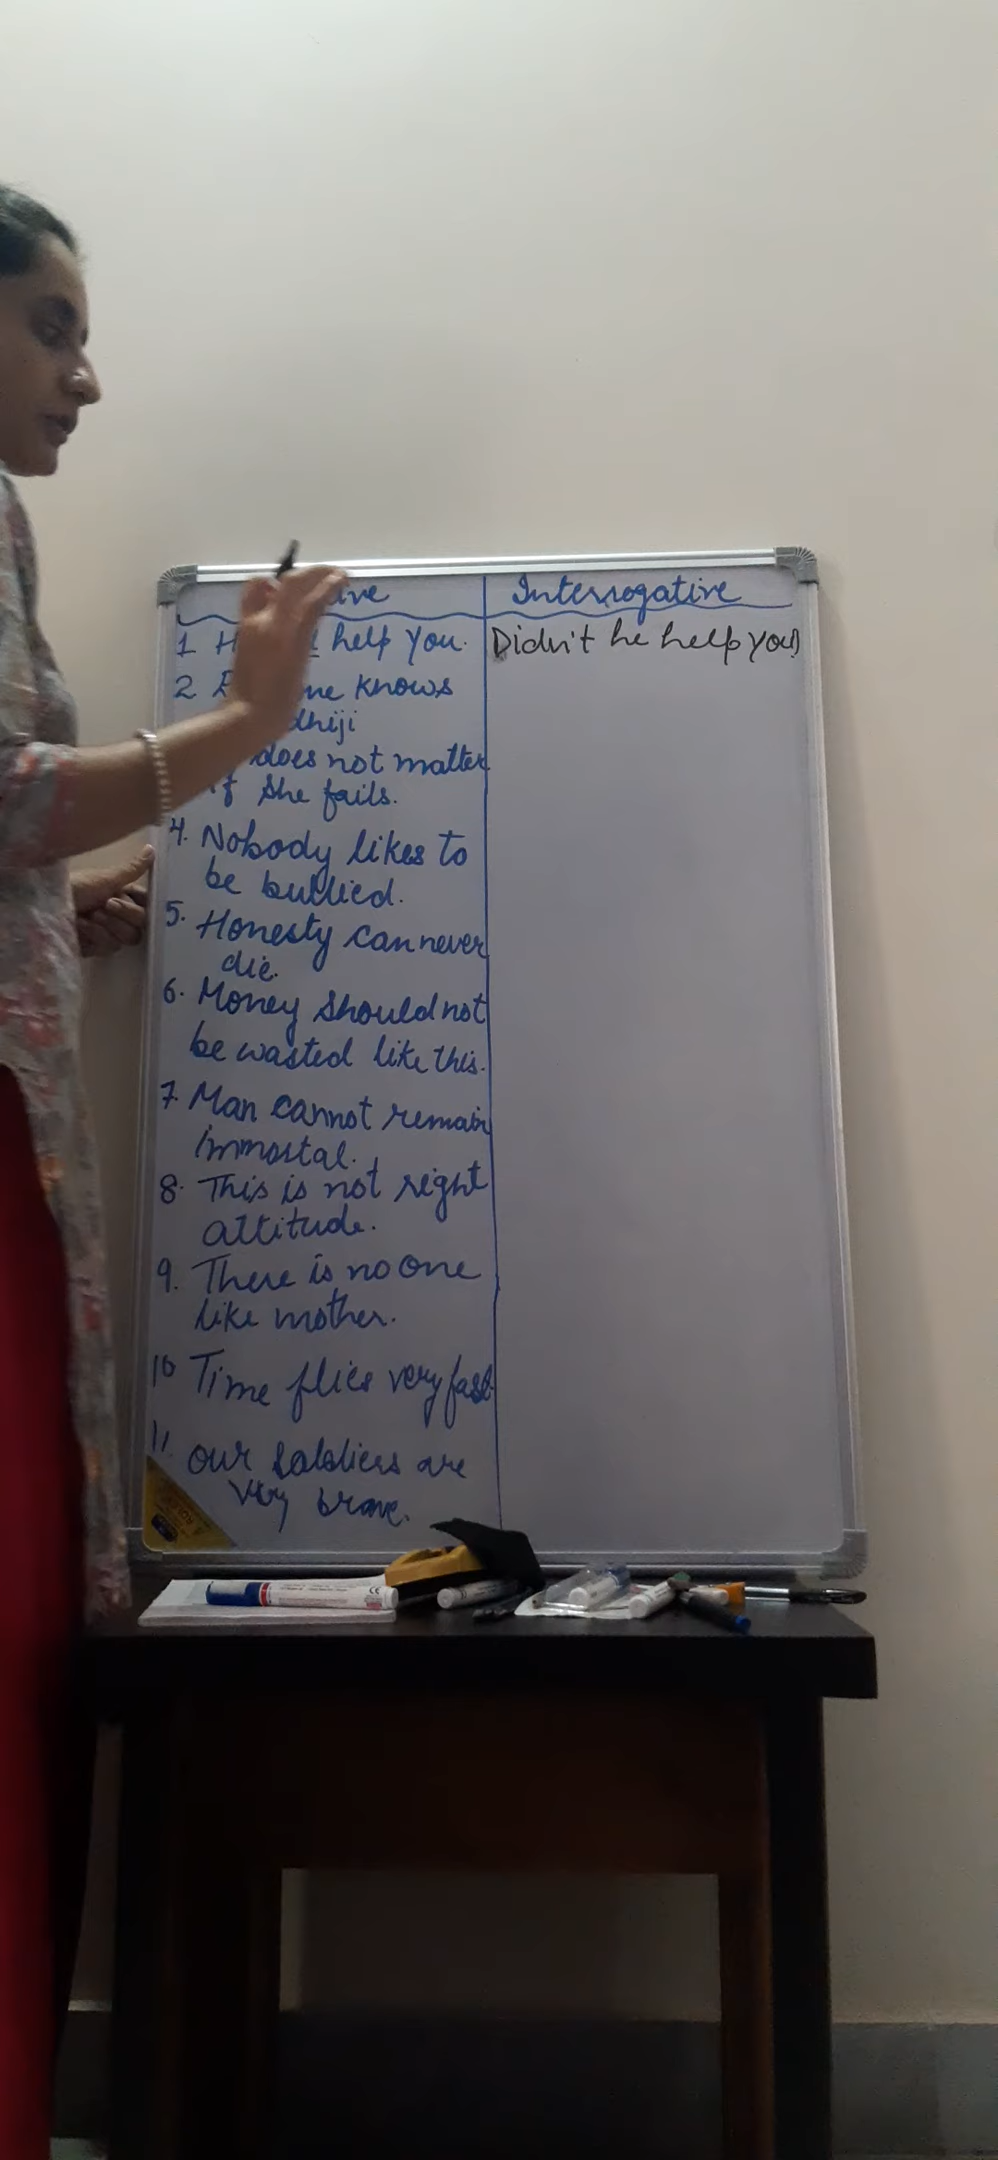 Interrogative
1 help you. Didn't he help you?
2 knows
does not matter
if she fails.
4. Nobody likes to
be bullied.
5. Honesty can never
die.
6. Money should not
be wasted like this.
7. Man cannot remain
immortal.
8. This is not right
attitude.
9. There is no one
like mother.
10 Time flies very fast.
11. our soldiers are
very brave.